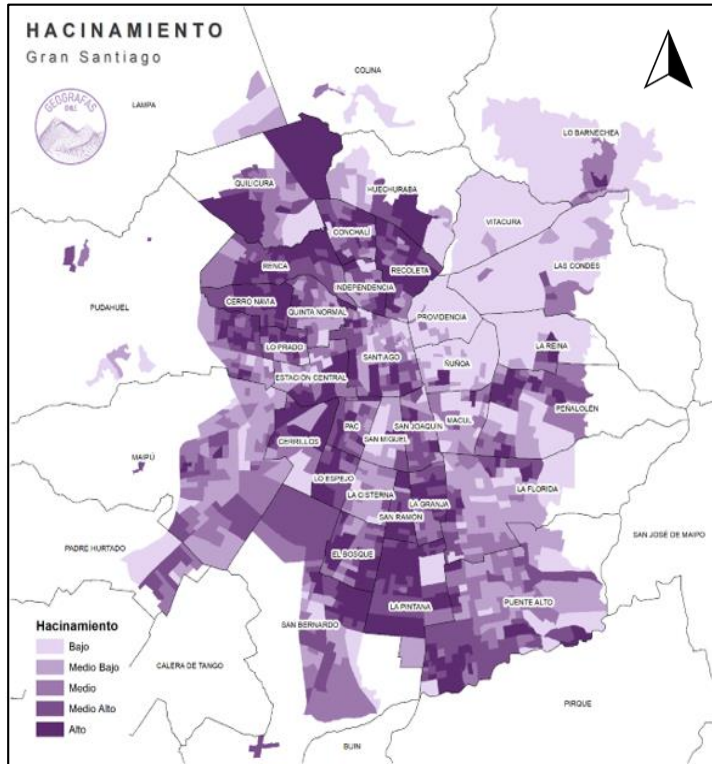 HACINAMIENTO
Gran Santiago
GEOGRAFAS
CHILE
COLINA
LAMPA
LO BARNECHEA
QUILICURA
HUECHURABA
VITACURA
CONCHALÍ
RENCA
RECOLETA
LAS CONDES
INDEPENDENCIA
CERRO NAVIA
PUDAHUEL
QUINTA NORMAL
PROVIDENCIA
LO PRADO
LA REINA
SANTIAGO
ÑUÑOA
ESTACIÓN CENTRAL
PEÑALOLÉN
MACUL
PAC
SAN JOAQUÍN
CERRILLOS
SAN MIGUEL
MAIPÚ
LO ESPEJO
LA FLORIDA
LA CISTERNA
LA GRANJA
SAN RAMÓN
SAN JOSÉ DE MAIPO
PADRE HURTADO
EL BOSQUE
PUENTE ALTO
LA PINTANA
SAN BERNARDO
CALERA DE TANGO
PIRQUE
BUIN
Hacinamiento
Bajo
Medio Bajo
Medio
Medio Alto
Alto